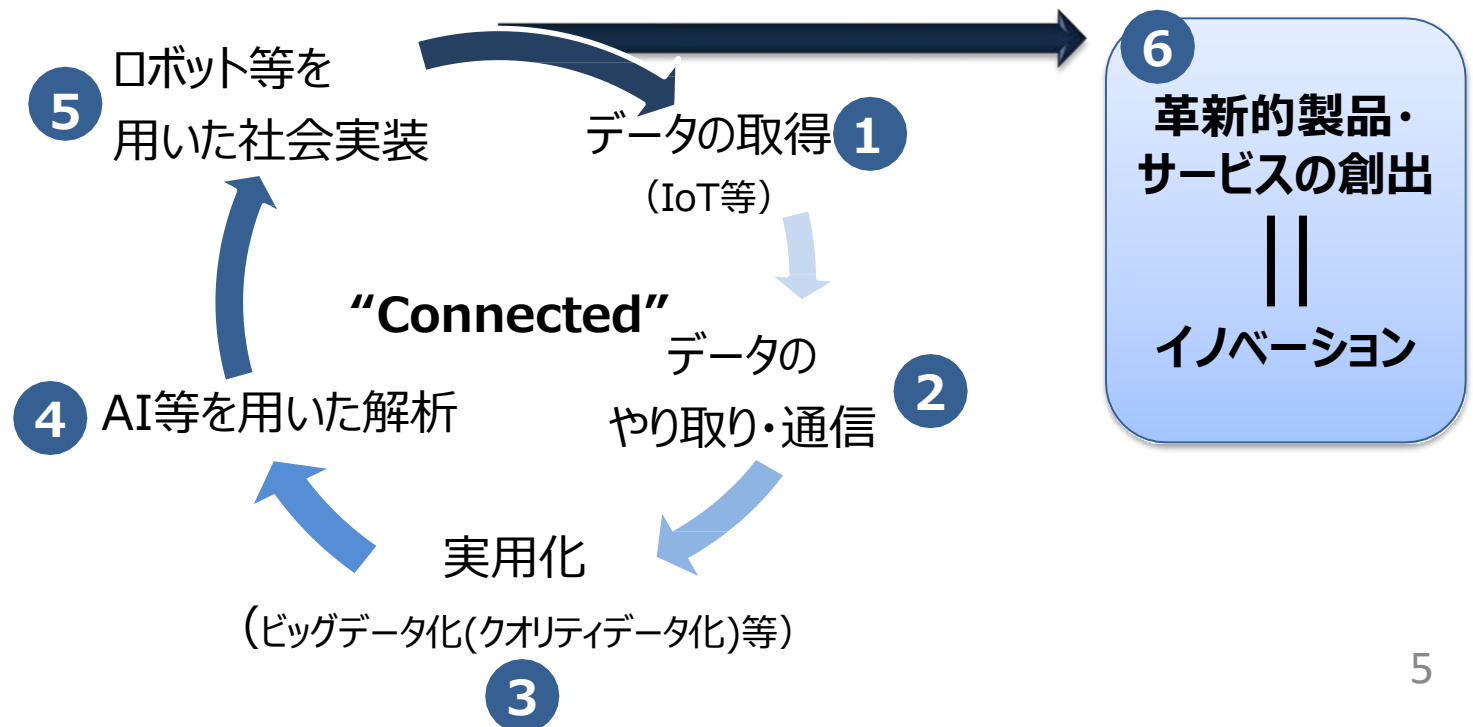 1
データの取得
（IoT等）
2
データの
やり取り・通信
3
実用化
（ビッグデータ化(クオリティデータ化)等）
4
AI等を用いた解析
5
ロボット等を
用いた社会実装
“Connected”
6
革新的製品・
サービスの創出
||
イノベーション
5